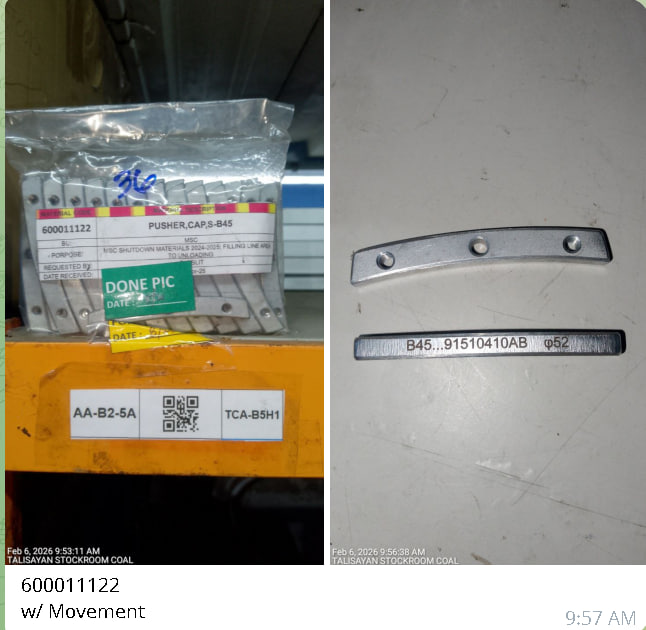 36
MATERIAL CODE
600011122
PUSHER,CAP,S-B45
BU:
MSC
PURPOSE:
MSC SHUTDOWN MATERIALS 2024-2025; FILLING LINE AREA
TO UNLOADING
REQUESTED BY:
DATE RECEIVED:
DONE PIC
DATE:
DATE:
AA-B2-5A
TCA-B5H1
Feb 6, 2026 9:53:11 AM
TALISAYAN STOCKROOM COAL
B45...91510410AB φ52
Feb 6, 2026 9:56:38 AM
TALISAYAN STOCKROOM COAL
600011122
w/ Movement
9:57 AM